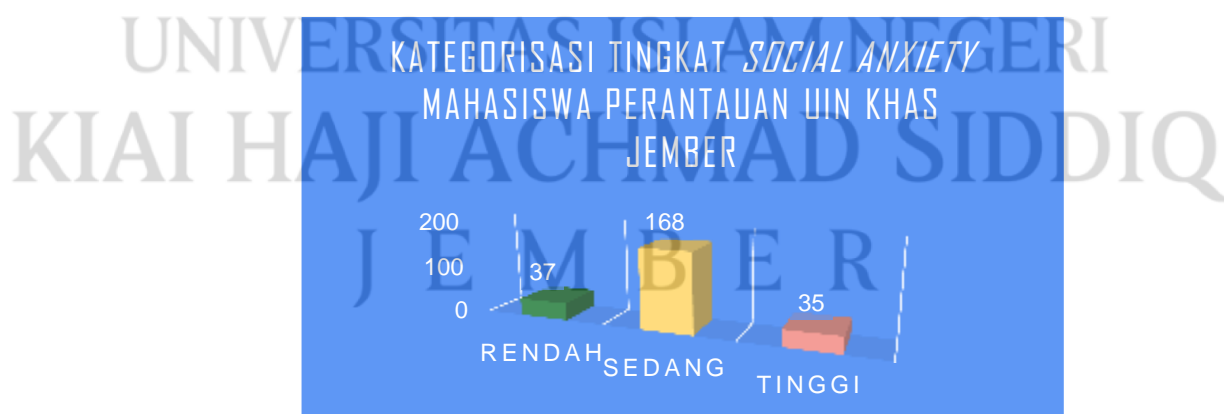 UNIVERSITAS ISLAM NEGERI
KIAI HAJI ACHMAD SIDDIQ
JEMBER
KATEGORISASI TINGKAT SOCIAL ANXIETY
MAHASISWA PERANTAUAN UIN KHAS
JEMBER
200
100
0
37
168
35
RENDAH
SEDANG
TINGGI